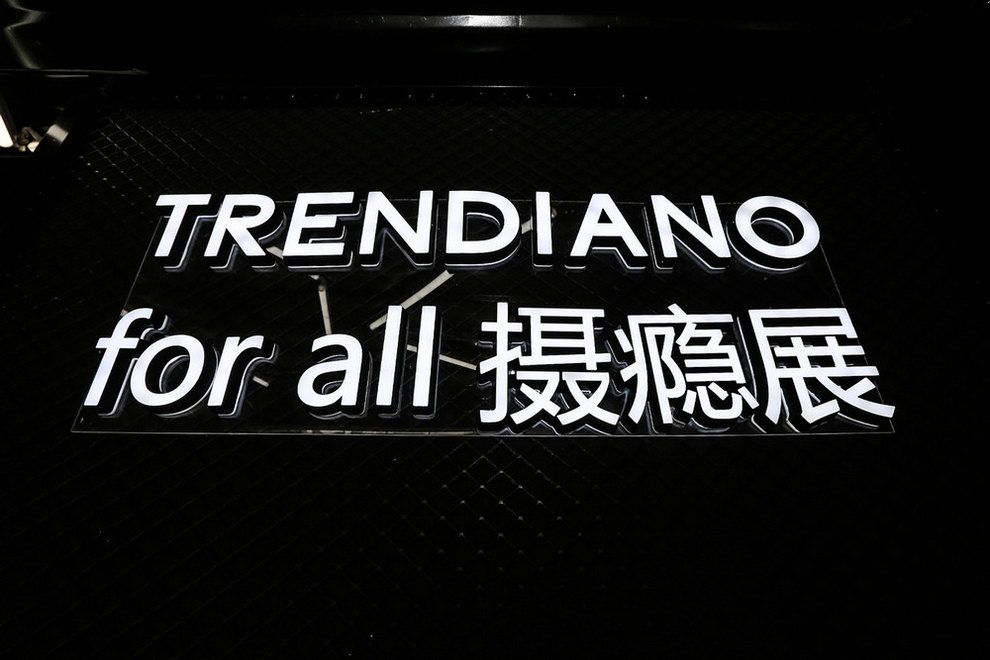 TRENDIANO
for all 摄瘾展